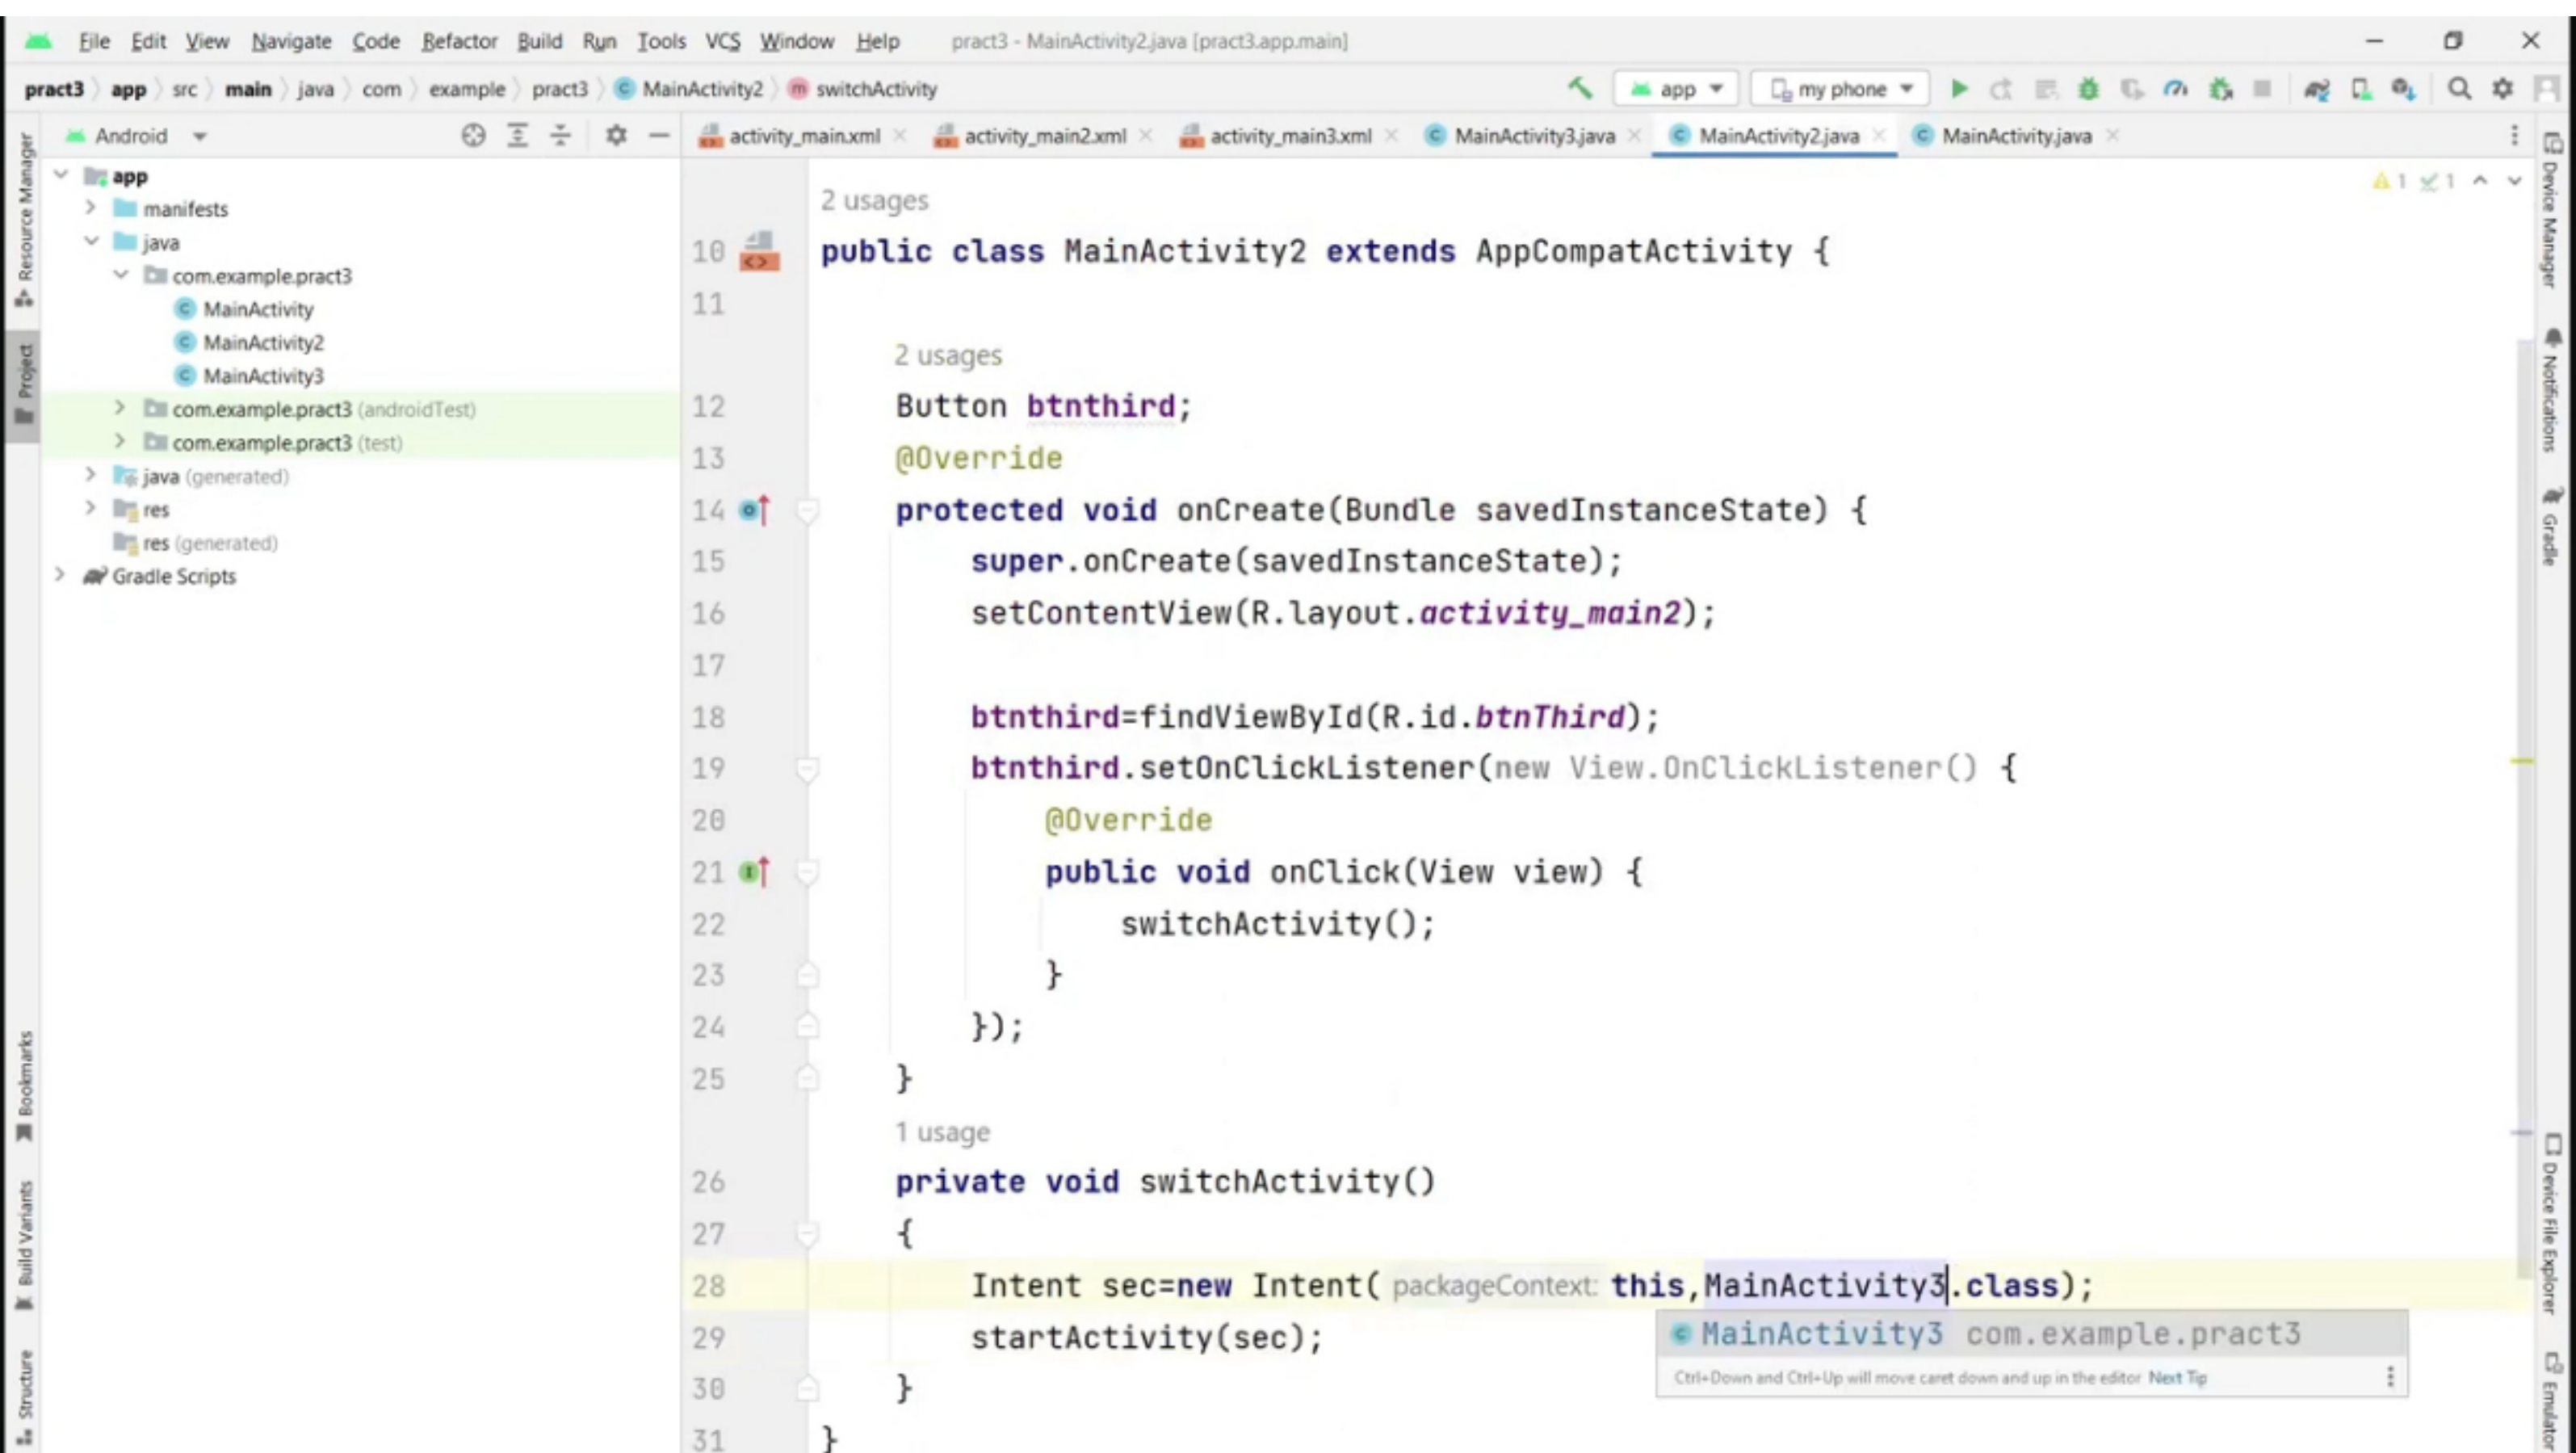 File Edit View Navigate Code Refactor Build Run Tools VCS Window Help pract3 - MainActivity2.java [pract3.app.main]
pract3 app src main java com example pract3 MainActivity2 switchActivity app my phone
Android
activity_main.xml activity_main2.xml activity_main3.xml MainActivity3.java MainActivity2.java MainActivity.java
Resource Manager
Project
Bookmarks
Build Variants
Structure
app
manifests
java
com.example.pract3
MainActivity
MainActivity2
MainActivity3
com.example.pract3 (androidTest)
com.example.pract3 (test)
java (generated)
res
res (generated)
Gradle Scripts
1 1
2 usages
10 public class MainActivity2 extends AppCompatActivity {
11
2 usages
12 Button btnthird;
13 @Override
14 protected void onCreate(Bundle savedInstanceState) {
15 super.onCreate(savedInstanceState);
16 setContentView(R.layout.activity_main2);
17
18 btnthird=findViewById(R.id.btnThird);
19 btnthird.setOnClickListener(new View.OnClickListener() {
20 @Override
21 public void onClick(View view) {
22 switchActivity();
23 }
24 });
25 }
1 usage
26 private void switchActivity()
27 {
28 Intent sec=new Intent( packageContext: this,MainActivity3.class);
MainActivity3 com.example.pract3
Ctrl+Down and Ctrl+Up will move caret down and up in the editor Next Tip
29 startActivity(sec);
30 }
31 }
Device Manager
Notifications
Gradle
Device File Explorer
Emulator